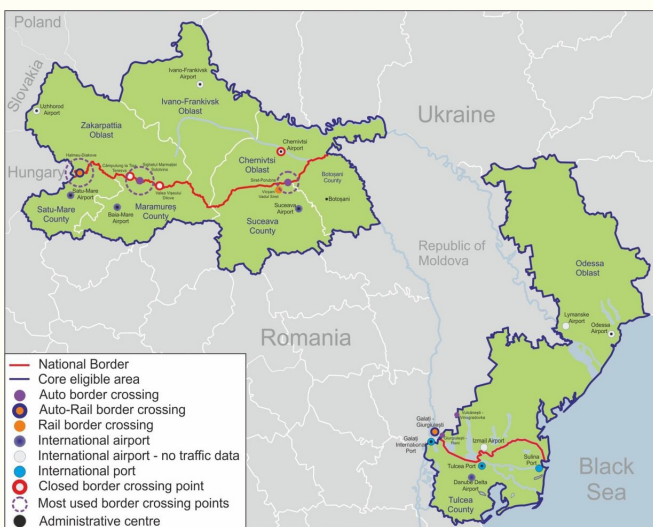 Poland
Slovakia
Hungary
Ukraine
Romania
Republic of
Moldova
Black
Sea
Ivano-Frankivsk
Airport
Ivano-Frankivsk
Oblast
Uzhhorod
Airport
Zakarpattia
Oblast
Chernivtsi
Airport
Chernivtsi
Oblast
Satu-Mare
Airport
Satu-Mare
County
Baia-Mare
Airport
Maramureș
County
Suceava
Airport
Suceava
County
Botoșani
County
Botoșani
Odessa
Oblast
Lymanske
Airport
Odessa
Airport
Galați -
Giurgiulești
Galați
International
Port
Izmail Airport
Tulcea Port
Sulina
Port
Danube Delta
Airport
Tulcea
County
National Border
Core eligible area
Auto border crossing
Auto-Rail border crossing
Rail border crossing
International airport
International airport - no traffic data
International port
Closed border crossing point
Most used border crossing points
Administrative centre